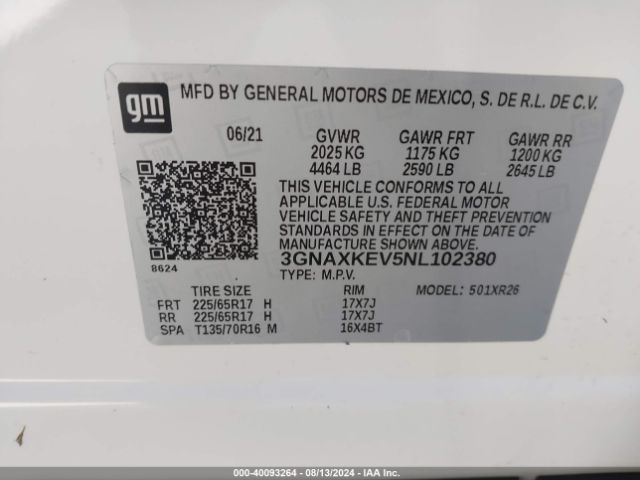 gm MFD BY GENERAL MOTORS DE MEXICO, S. DE R.L. DE C.V.
06/21 GVWR GAWR FRT GAWR RR
2025 KG 1175 KG 1200 KG
4464 LB 2590 LB 2645 LB
THIS VEHICLE CONFORMS TO ALL
APPLICABLE U.S. FEDERAL MOTOR
VEHICLE SAFETY AND THEFT PREVENTION
STANDARDS IN EFFECT ON THE DATE OF
MANUFACTURE SHOWN ABOVE.
8624 3GNAXKEV5NL102380
TYPE: M.P.V. MODEL: 501XR26
TIRE SIZE RIM
FRT 225/65R17 H 17X7J
RR 225/65R17 H 17X7J
SPA T135/70R16 M 16X4BT
000-40093264 - 08/13/2024 - IAAI.com